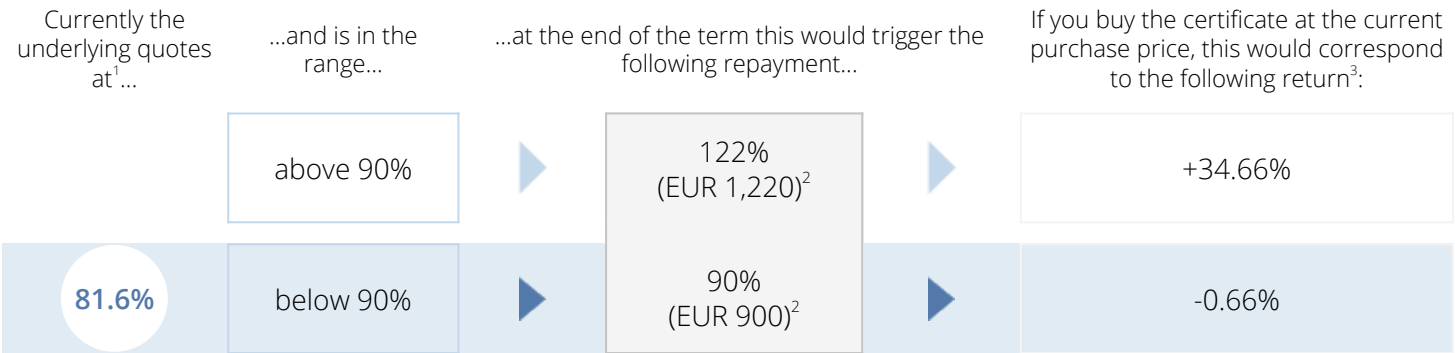 Currently the
underlying quotes
at¹...
...and is in the
range...
...at the end of the term this would trigger the
following repayment...
If you buy the certificate at the current
purchase price, this would correspond
to the following return³:
above 90%
122%
(EUR 1,220)²
+34.66%
81.6%
below 90%
90%
(EUR 900)²
-0.66%